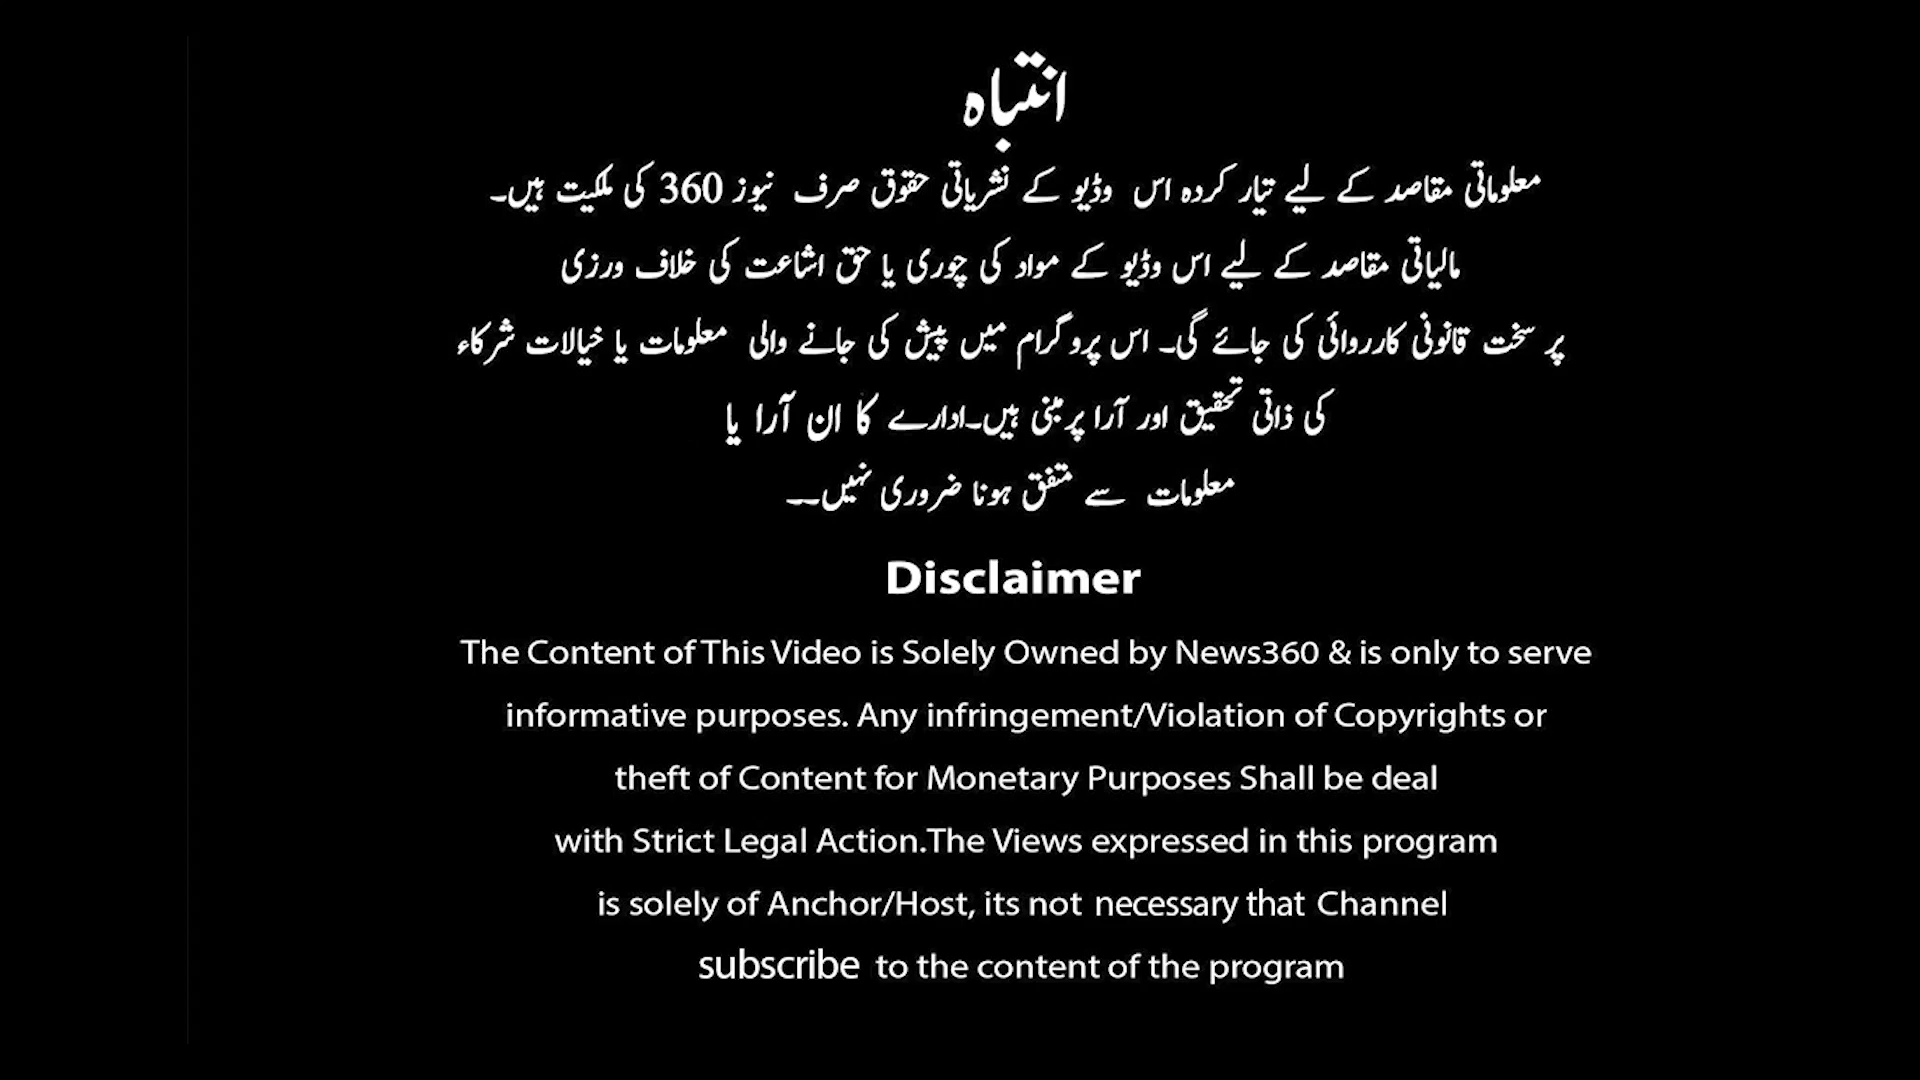 انتباہ
معلوماتی مقاصد کے لیے تیار کردہ اس وڈیو کے نشریاتی حقوق صرف نیوز 360 کی ملکیت ہیں۔
مالیاتی مقاصد کے لیے اس وڈیو کے مواد کی چوری یا حق اشاعت کی خلاف ورزی
پر سخت قانونی کارروائی کی جائے گی۔ اس پروگرام میں پیش کی جانے والی معلومات یا خیالات شرکاء
کی ذاتی تحقیق اور آرا پر مبنی ہیں۔ادارے کا ان آرا یا
معلومات سے متفق ہونا ضروری نہیں۔۔
Disclaimer
The Content of This Video is Solely Owned by News360 & is only to serve
informative purposes. Any infringement/Violation of Copyrights or
theft of Content for Monetary Purposes Shall be deal
with Strict Legal Action.The Views expressed in this program
is solely of Anchor/Host, its not necessary that Channel
subscribe to the content of the program